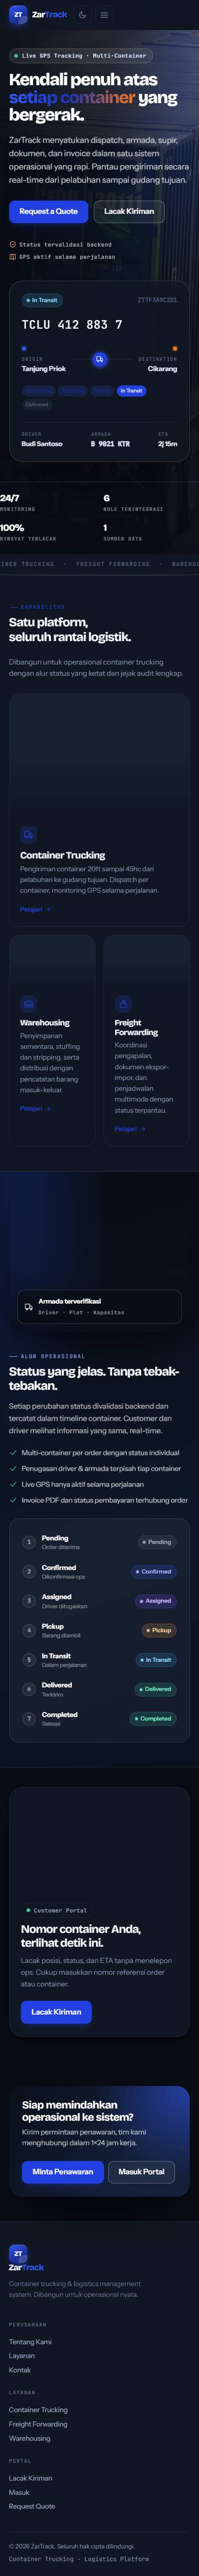 ZT ZarTrack
Live GPS Tracking · Multi-Container
Kendali penuh atas
setiap container yang
bergerak.
ZarTrack menyatukan dispatch, armada, supir,
dokumen, dan invoice dalam satu sistem
operasional yang rapi. Pantau pengiriman secara
real-time dari pelabuhan sampai gudang tujuan.
Request a Quote
Lacak Kiriman
Status tervalidasi backend
GPS aktif selama perjalanan
In Transit
TCLU 412 883 7
ORIGIN
DESTINATION
Tanjung Priok
Cikarang
In Transit
Delivered
DRIVER
ARMADA
ETA
Budi Santoso
B 9021 KTR
2j 15m
24/7
6
MONITORING
ROLE TERINTEGRASI
100%
1
RIWAYAT TERLACAK
SUMBER DATA
INER TRUCKING · FREIGHT FORWARDING · WAREHOU
KAPABILITAS
Satu platform,
seluruh rantai logistik.
Dibangun untuk operasional container trucking
dengan alur status yang ketat dan jejak audit lengkap.
Container Trucking
Pengiriman container 20ft sampai 45hc dari
pelabuhan ke gudang tujuan. Dispatch per
container, monitoring GPS selama perjalanan.
Pelajari →
Warehousing
Penyimpanan
sementara, stuffing
dan stripping, serta
distribusi dengan
pencatatan barang
masuk-keluar.
Pelajari →
Freight
Forwarding
Koordinasi
pengapalan,
dokumen ekspor-
impor, dan
penjadwalan
multimoda dengan
status terpantau.
Pelajari →
Armada terverifikasi
Driver · Plat · Kapasitas
ALUR OPERASIONAL
Status yang jelas. Tanpa tebak-
tebakan.
Setiap perubahan status divalidasi backend dan
tercatat dalam timeline container. Customer dan
driver melihat informasi yang sama, real-time.
Multi-container per order dengan status individual
Penugasan driver & armada terpisah tiap container
Live GPS hanya aktif selama perjalanan
Invoice PDF dan status pembayaran terhubung order
1 Pending Pending
Order diterima
2 Confirmed Confirmed
Dikonfirmasi ops
3 Assigned Assigned
Driver ditugaskan
4 Pickup Pickup
Barang diambil
5 In Transit In Transit
Dalam perjalanan
6 Delivered Delivered
Terkirim
7 Completed Completed
Selesai
Customer Portal
Nomor container Anda,
terlihat detik ini.
Lacak posisi, status, dan ETA tanpa menelepon
ops. Cukup masukkan nomor referensi order
atau container.
Lacak Kiriman
Siap memindahkan
operasional ke sistem?
Kirim permintaan penawaran, tim kami
menghubungi dalam 1×24 jam kerja.
Minta Penawaran
Masuk Portal
ZT
ZarTrack
Container trucking & logistics management
system. Dibangun untuk operasional nyata.
PERUSAHAAN
Tentang Kami
Layanan
Kontak
LAYANAN
Container Trucking
Freight Forwarding
Warehousing
PORTAL
Lacak Kiriman
Masuk
Request Quote
© 2026 ZarTrack. Seluruh hak cipta dilindungi.
Container Trucking · Logistics Platform